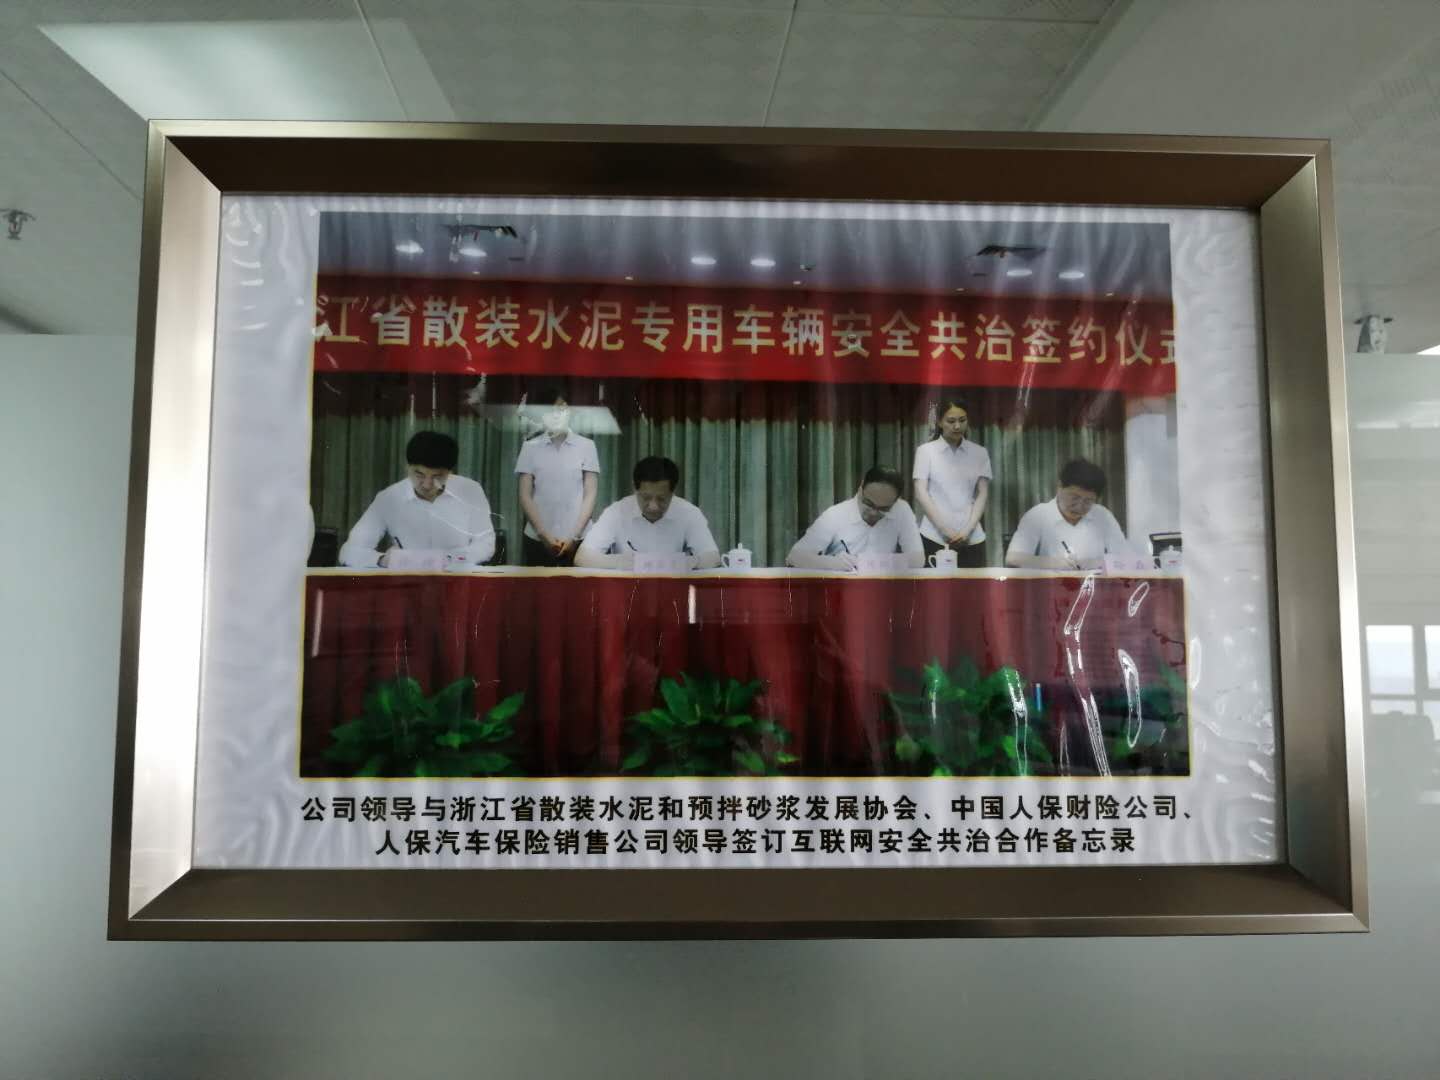 江省散装水泥专用车辆安全共治签约仪式
公司领导与浙江省散装水泥和预拌砂浆发展协会、中国人保财险公司、
人保汽车保险销售公司领导签订互联网安全共治合作备忘录